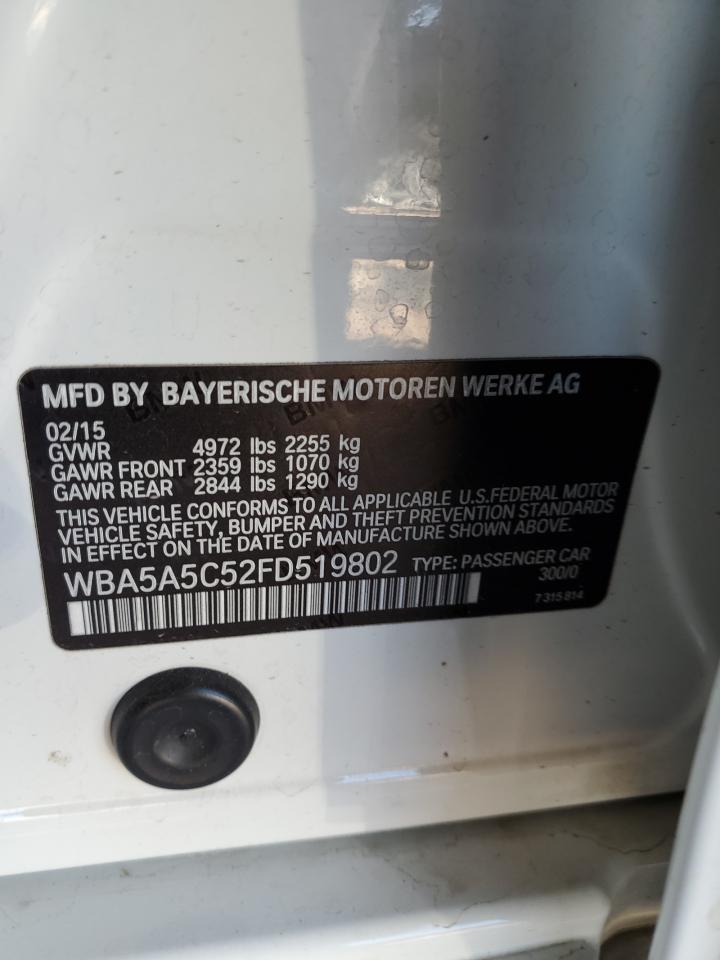 MFD BY BAYERISCHE MOTOREN WERKE AG
02/15
GVWR 4972 lbs 2255 kg
GAWR FRONT 2359 lbs 1070 kg
GAWR REAR 2844 lbs 1290 kg
THIS VEHICLE CONFORMS TO ALL APPLICABLE U.S.FEDERAL MOTOR
VEHICLE SAFETY, BUMPER AND THEFT PREVENTION STANDARDS
IN EFFECT ON THE DATE OF MANUFACTURE SHOWN ABOVE.
WBA5A5C52FD519802 TYPE: PASSENGER CAR
300/0
7 315 814